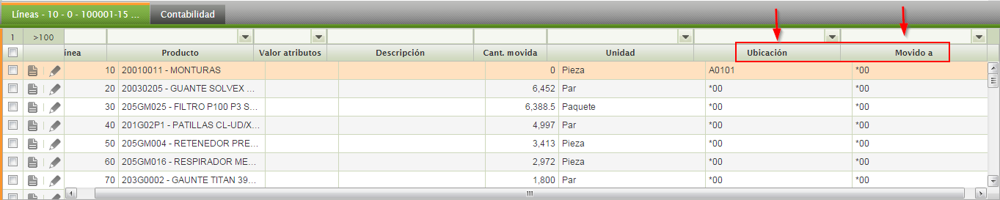 Líneas - 10 - 0 - 100001-15 ... Contabilidad
1 >100
ínea Producto Valor atributos Descripción Cant. movida Unidad Ubicación Movido a
10 20010011 - MONTURAS 0 Pieza A0101 *00
20 20030205 - GUANTE SOLVEX ... 6,452 Par *00 *00
30 205GM025 - FILTRO P100 P3 S... 6,388.5 Paquete *00 *00
40 201G02P1 - PATILLAS CL-UD/X... 4,997 Par *00 *00
50 205GM004 - RETENEDOR PRE... 3,413 Pieza *00 *00
60 205GM016 - RESPIRADOR ME... 2,972 Pieza *00 *00
70 203G0002 - GAUNTE TITAN 39... 1,800 Par *00 *00